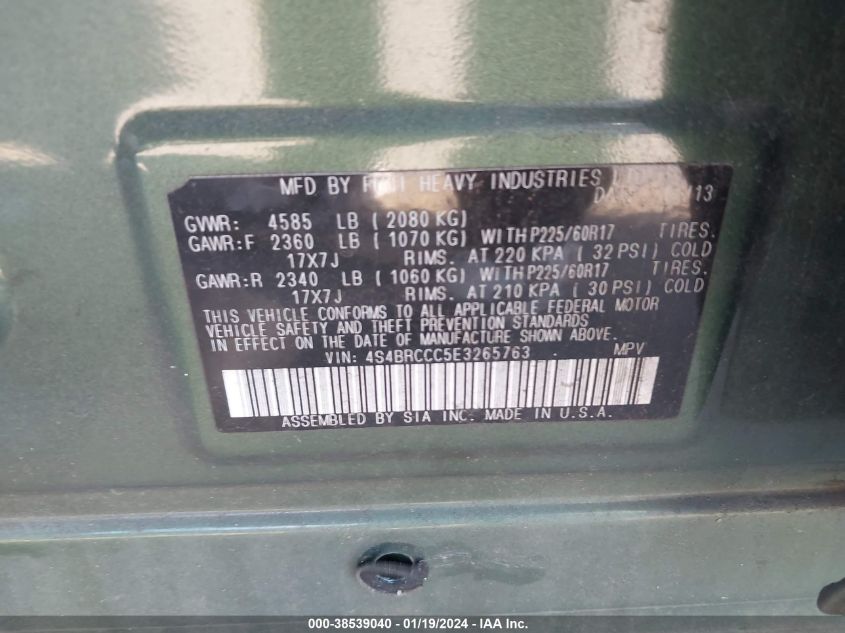 MFD BY FUJI HEAVY INDUSTRIES
/13
GVWR: 4585 LB ( 2080 KG)
GAWR:F 2360 LB ( 1070 KG) WITH P225/60R17 TIRES.
17X7J RIMS. AT 220 KPA ( 32 PSI) COLD
GAWR:R 2340 LB ( 1060 KG) WITH P225/60R17 TIRES.
17X7J RIMS. AT 210 KPA ( 30 PSI) COLD
THIS VEHICLE CONFORMS TO ALL APPLICABLE FEDERAL MOTOR
VEHICLE SAFETY AND THEFT PREVENTION STANDARDS
IN EFFECT ON THE DATE OF MANUFACTURE SHOWN ABOVE.
VIN: 4S4BRCCC5E3265763 MPV
ASSEMBLED BY SIA INC. MADE IN U.S.A.
000-38539040 - 01/19/2024 - IAA Inc.